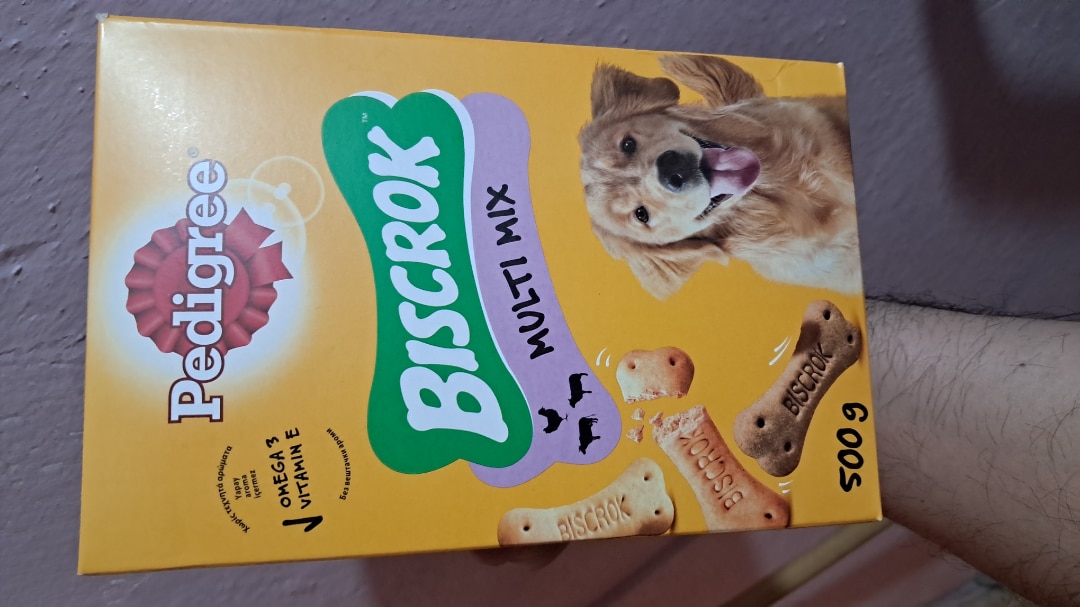 Pedigree®
Χωρίς τεχνητά αρώματα
Yapay
aroma
içermez
OMEGA 3
VITAMIN E
Без вештачки ароми
BISCROK™
MULTI MIX
BISCROK
BISCROK
BISCROK
500g